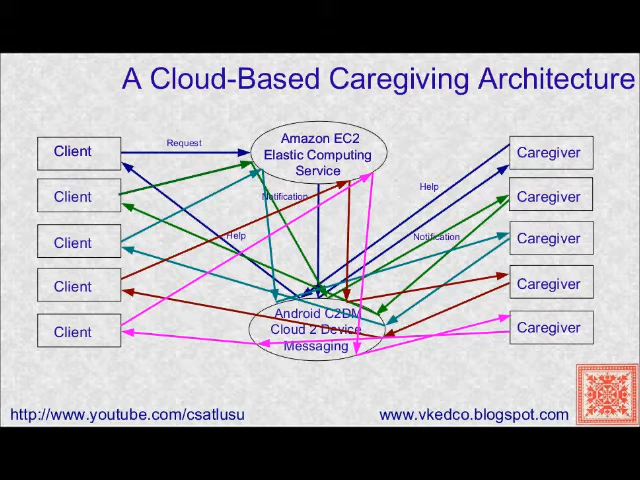 A Cloud-Based Caregiving Architecture
Request
Amazon EC2
Elastic Computing
Service
Client
Caregiver
Client
Notification
Help
Caregiver
Client
Help
Notification
Caregiver
Client
Caregiver
Client
Android C2DM
Cloud 2 Device
Messaging
Caregiver
http://www.youtube.com/csatlusu
www.vkedco.blogspot.com